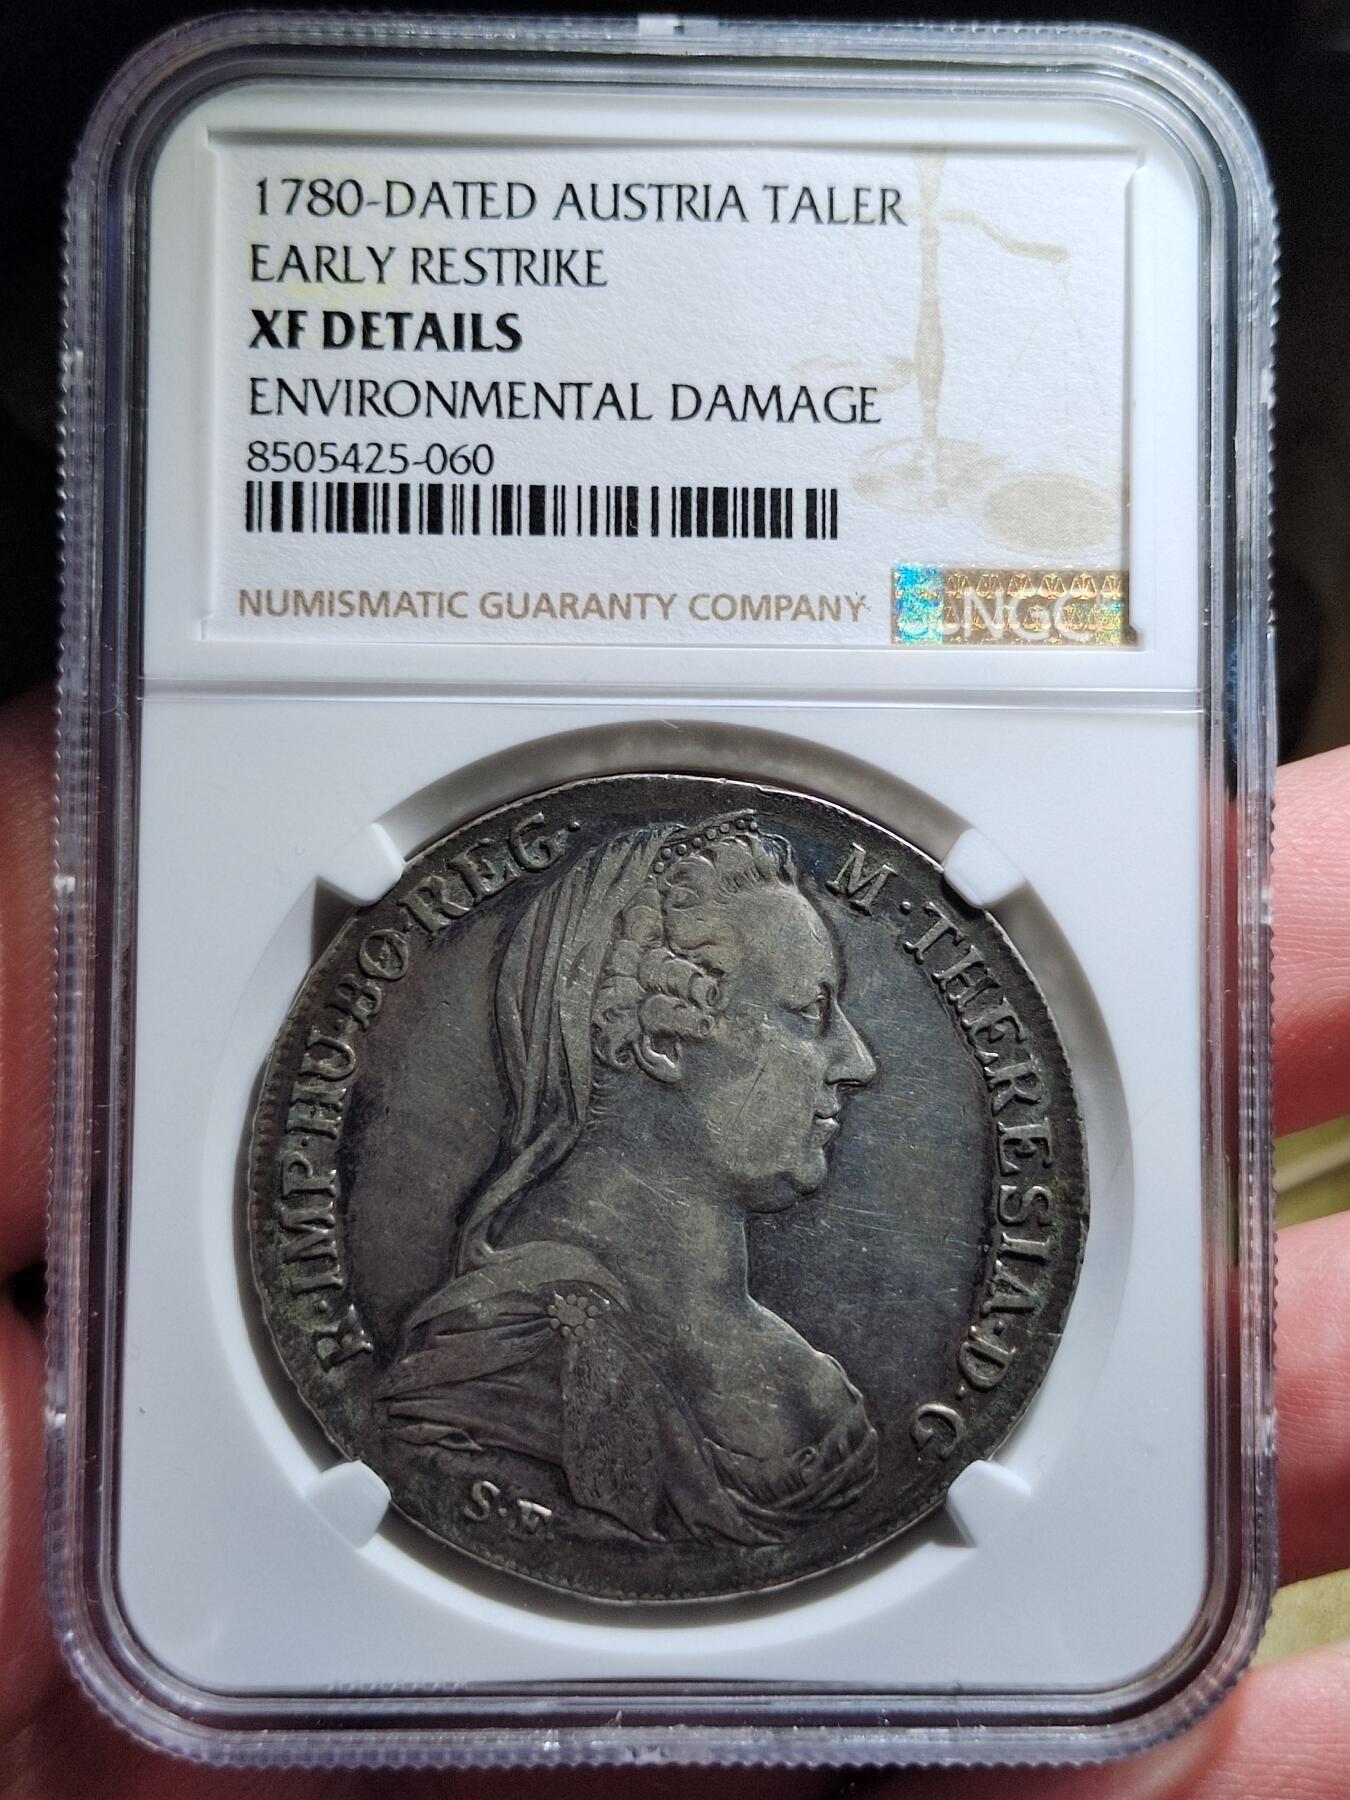 1780-DATED AUSTRIA TALER
EARLY RESTRIKE
XF DETAILS
ENVIRONMENTAL DAMAGE
8505425-060
NUMISMATIC GUARANTY COMPANY
NGC
R·IMP·HU·BO·REG·
M·THERESIA·D·G
S·F